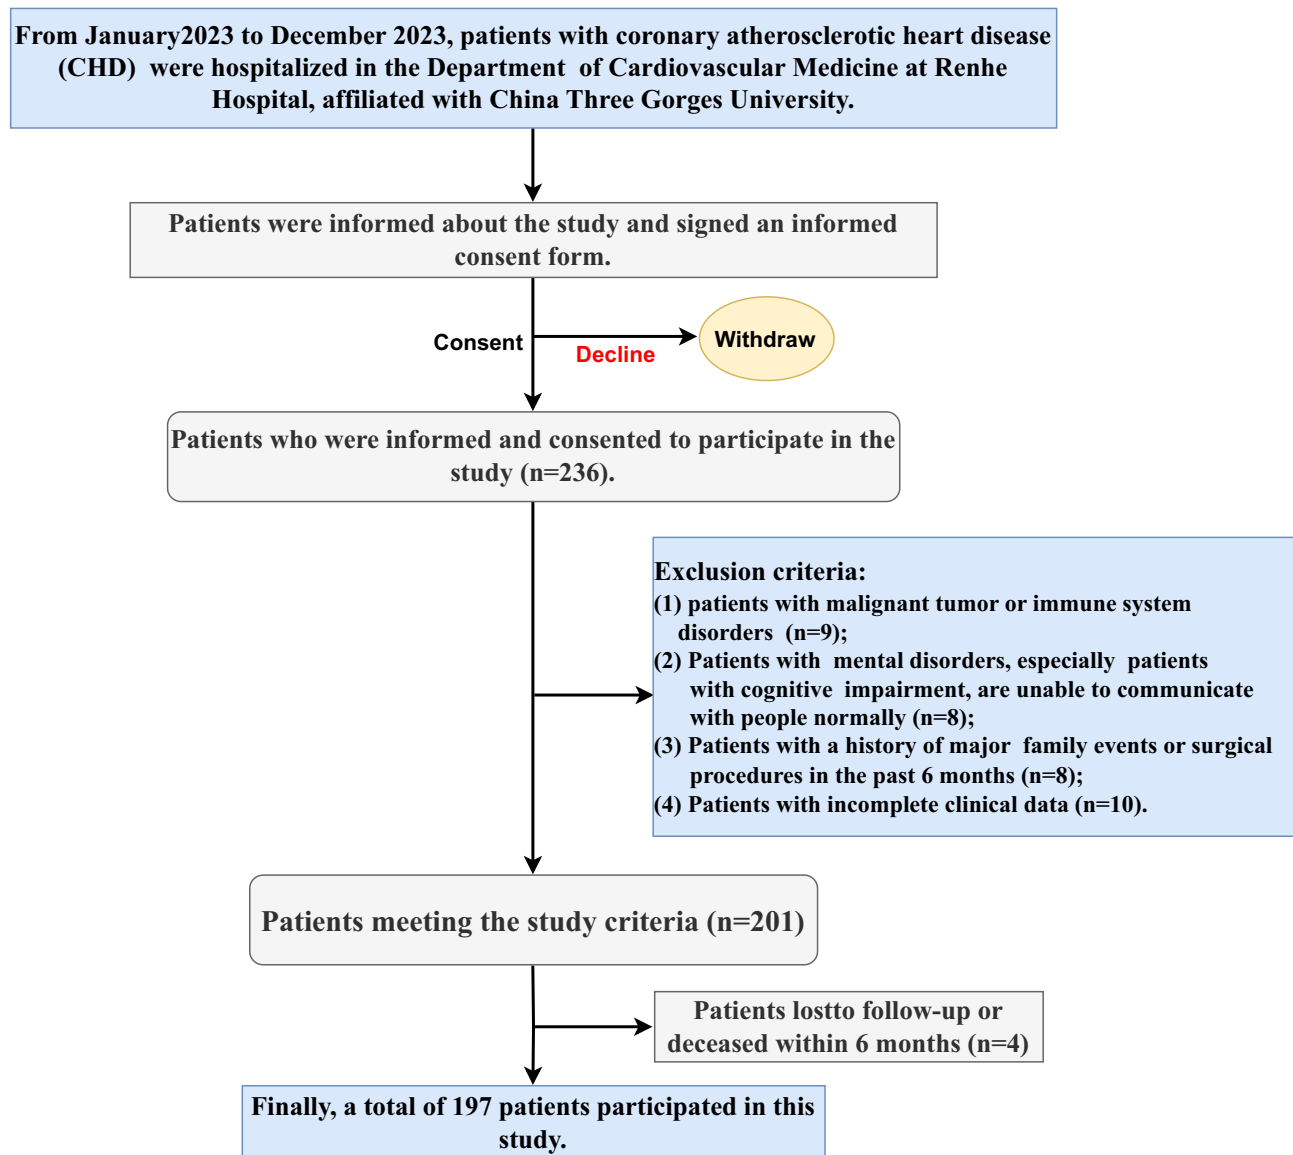 From January2023 to December 2023, patients with coronary atherosclerotic heart disease
(CHD) were hospitalized in the Department of Cardiovascular Medicine at Renhe
Hospital, affiliated with China Three Gorges University.
Patients were informed about the study and signed an informed
consent form.
Consent
Decline
Withdraw
Patients who were informed and consented to participate in the
study (n=236).
Exclusion criteria:
(1) patients with malignant tumor or immune system
disorders (n=9);
(2) Patients with mental disorders, especially patients
with cognitive impairment, are unable to communicate
with people normally (n=8);
(3) Patients with a history of major family events or surgical
procedures in the past 6 months (n=8);
(4) Patients with incomplete clinical data (n=10).
Patients meeting the study criteria (n=201)
Patients lostto follow-up or
deceased within 6 months (n=4)
Finally, a total of 197 patients participated in this
study.